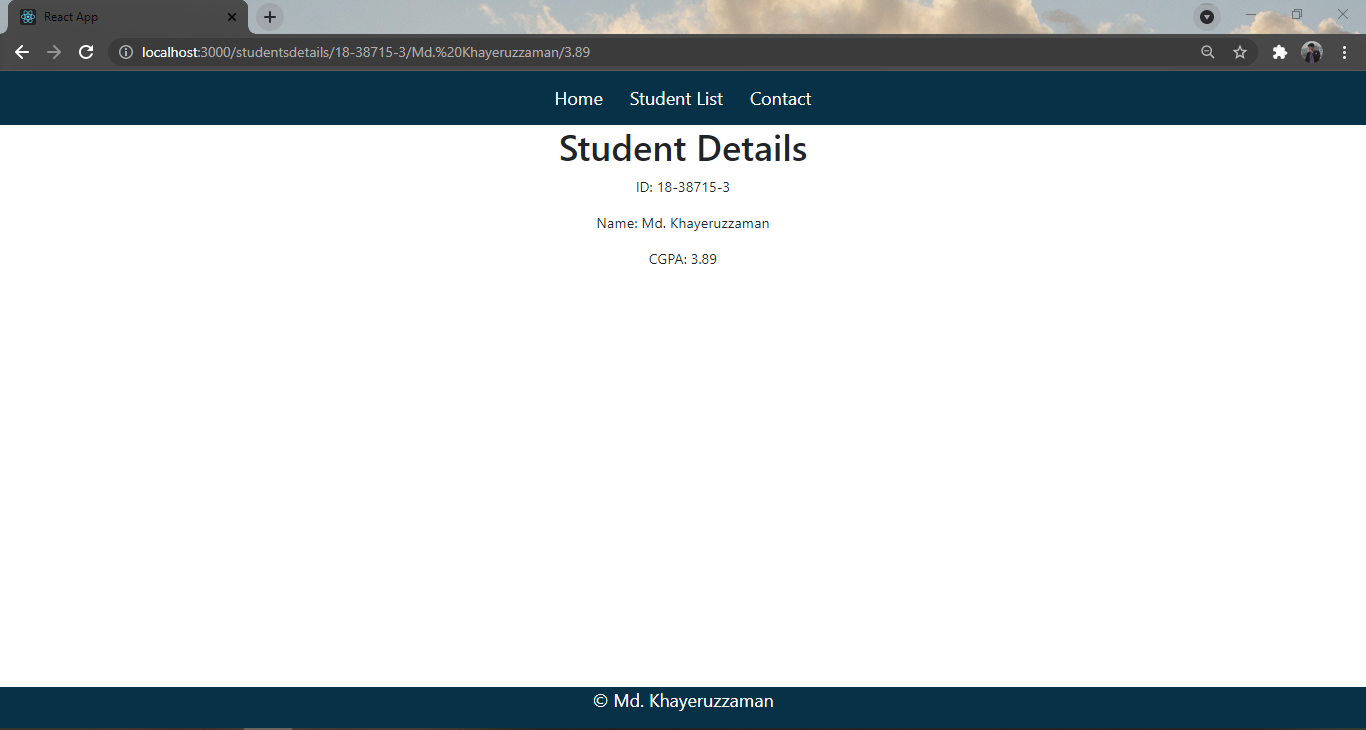 React App
localhost:3000/studentsdetails/18-38715-3/Md.%20Khayeruzzaman/3.89
Home Student List Contact
Student Details
ID: 18-38715-3
Name: Md. Khayeruzzaman
CGPA: 3.89
© Md. Khayeruzzaman